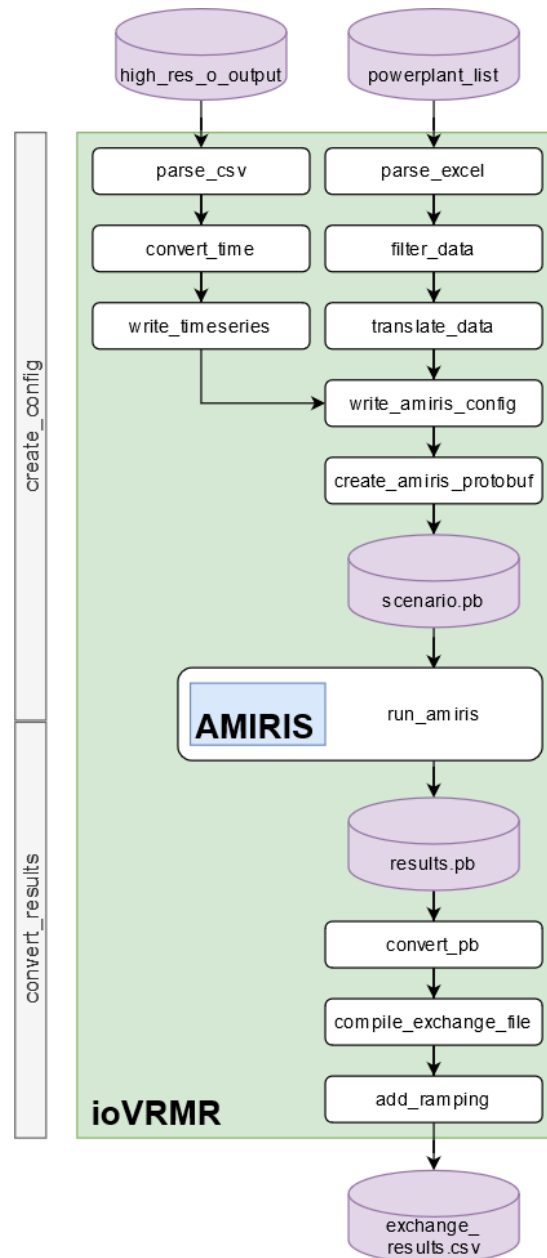 high_res_o_output
powerplant_list
parse_csv
parse_excel
convert_time
filter_data
write_timeseries
translate_data
write_amiris_config
create_amiris_protobuf
create_config
scenario.pb
AMIRIS
run_amiris
results.pb
convert_results
convert_pb
compile_exchange_file
add_ramping
ioVRMR
exchange_
results.csv